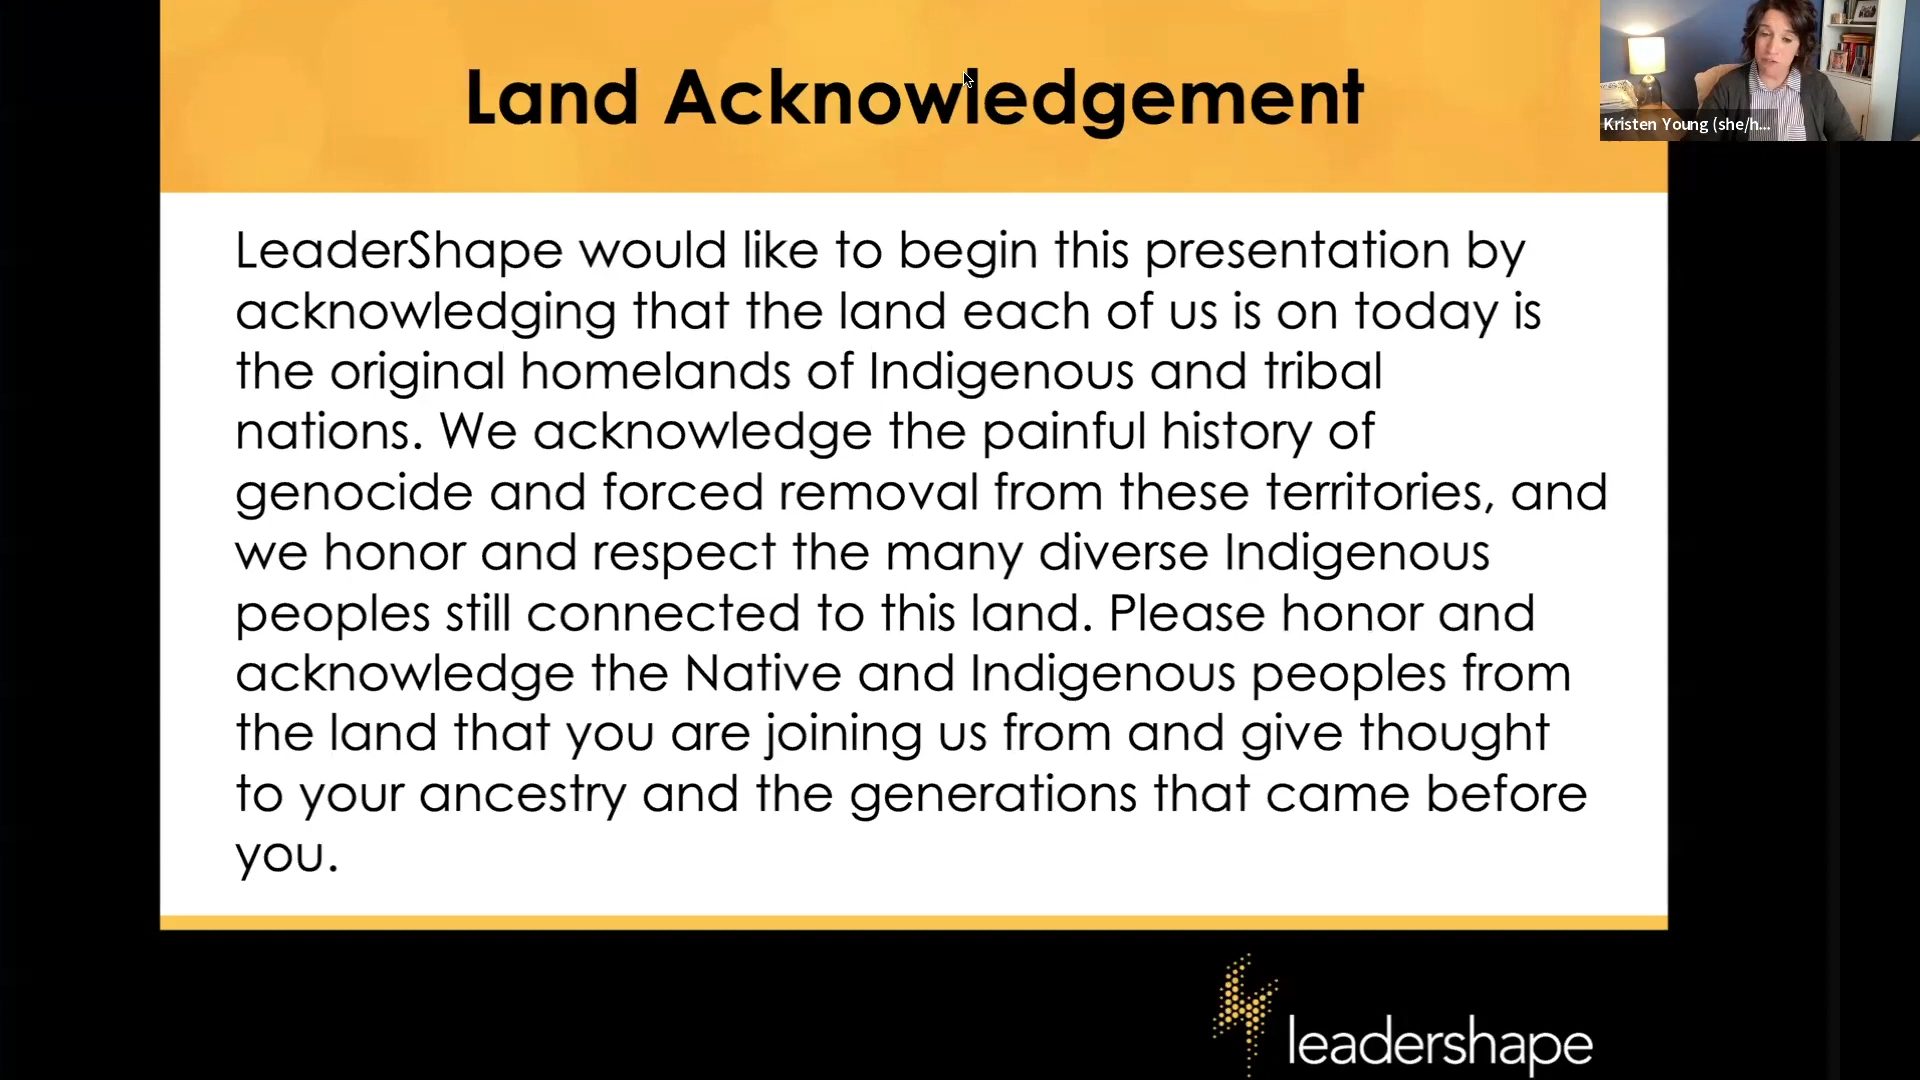 Land Acknowledgement
Kristen Young (she/h...
LeaderShape would like to begin this presentation by
acknowledging that the land each of us is on today is
the original homelands of Indigenous and tribal
nations. We acknowledge the painful history of
genocide and forced removal from these territories, and
we honor and respect the many diverse Indigenous
peoples still connected to this land. Please honor and
acknowledge the Native and Indigenous peoples from
the land that you are joining us from and give thought
to your ancestry and the generations that came before
you.
leadershape